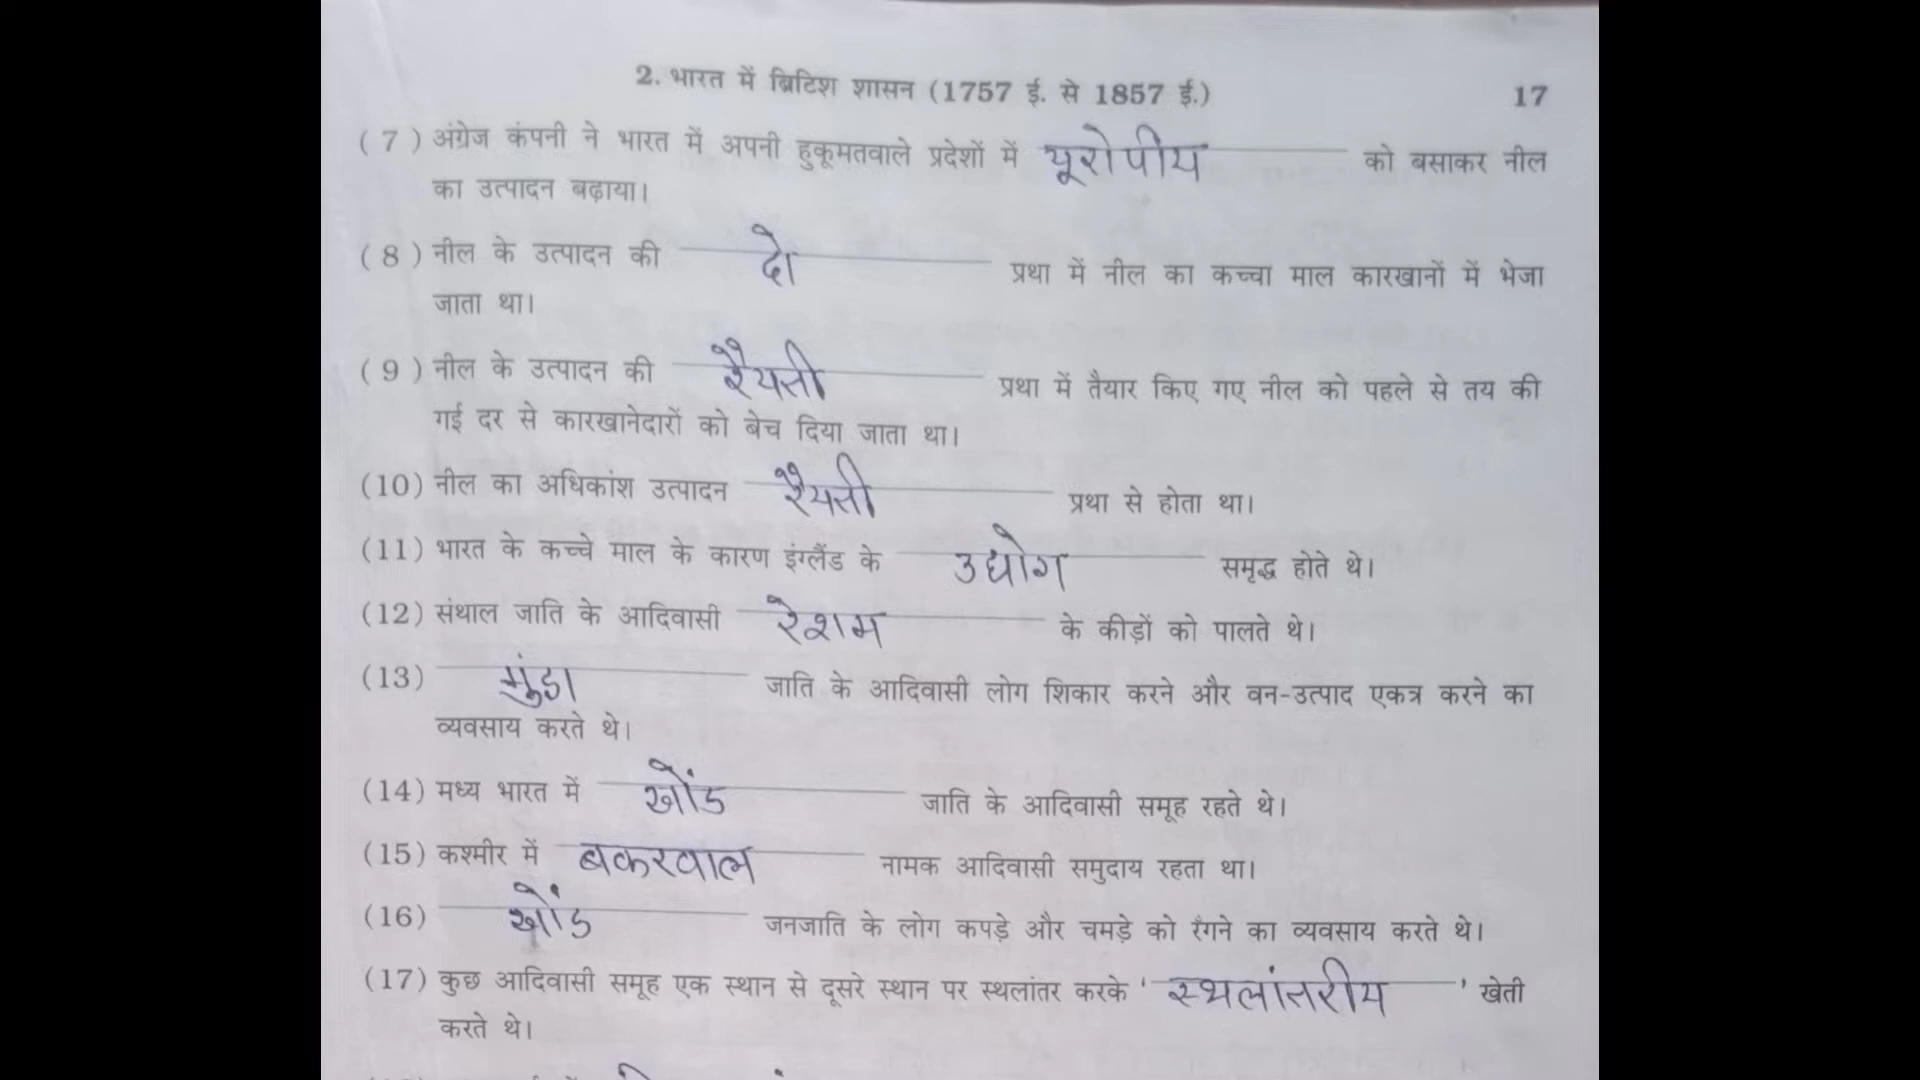 2. भारत में ब्रिटिश शासन (1757 ई. से 1857 ई.) 17
( 7 ) अंग्रेज कंपनी ने भारत में अपनी हुकूमतवाले प्रदेशों में यूरोपीय को बसाकर नील
का उत्पादन बढ़ाया।
( 8 ) नील के उत्पादन की दो प्रथा में नील का कच्चा माल कारखानों में भेजा
जाता था।
( 9 ) नील के उत्पादन की रैयती प्रथा में तैयार किए गए नील को पहले से तय की
गई दर से कारखानेदारों को बेच दिया जाता था।
(10) नील का अधिकांश उत्पादन रैयती प्रथा से होता था।
(11) भारत के कच्चे माल के कारण इंग्लैंड के उद्योग समृद्ध होते थे।
(12) संथाल जाति के आदिवासी रेशम के कीड़ों को पालते थे।
(13) मुंडा जाति के आदिवासी लोग शिकार करने और वन-उत्पाद एकत्र करने का
व्यवसाय करते थे।
(14) मध्य भारत में खोंड जाति के आदिवासी समूह रहते थे।
(15) कश्मीर में बकरवाल नामक आदिवासी समुदाय रहता था।
(16) खोंड जनजाति के लोग कपड़े और चमड़े को रँगने का व्यवसाय करते थे।
(17) कुछ आदिवासी समूह एक स्थान से दूसरे स्थान पर स्थलांतर करके ' स्थलांतरीय ' खेती
करते थे।